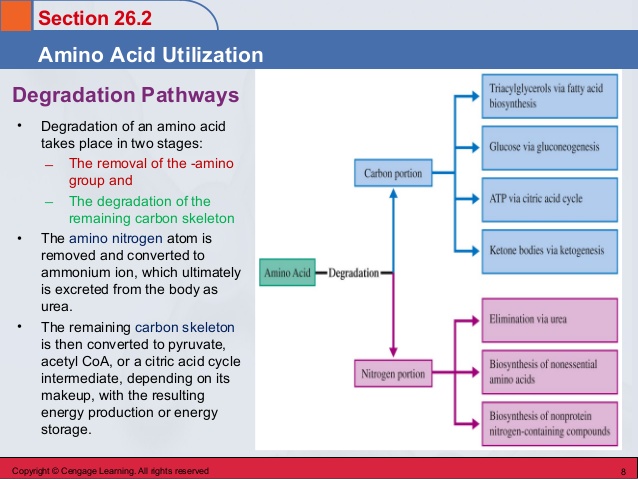 Section 26.2
Amino Acid Utilization
Degradation Pathways
• Degradation of an amino acid
takes place in two stages:
– The removal of the -amino
group and
– The degradation of the
remaining carbon skeleton
• The amino nitrogen atom is
removed and converted to
ammonium ion, which ultimately
is excreted from the body as
urea.
• The remaining carbon skeleton
is then converted to pyruvate,
acetyl CoA, or a citric acid cycle
intermediate, depending on its
makeup, with the resulting
energy production or energy
storage.
Amino Acid
Degradation
Carbon portion
Triacylglycerols via fatty acid
biosynthesis
Glucose via gluconeogenesis
ATP via citric acid cycle
Ketone bodies via ketogenesis
Nitrogen portion
Elimination via urea
Biosynthesis of nonessential
amino acids
Biosynthesis of nonprotein
nitrogen-containing compounds
Copyright © Cengage Learning. All rights reserved
8